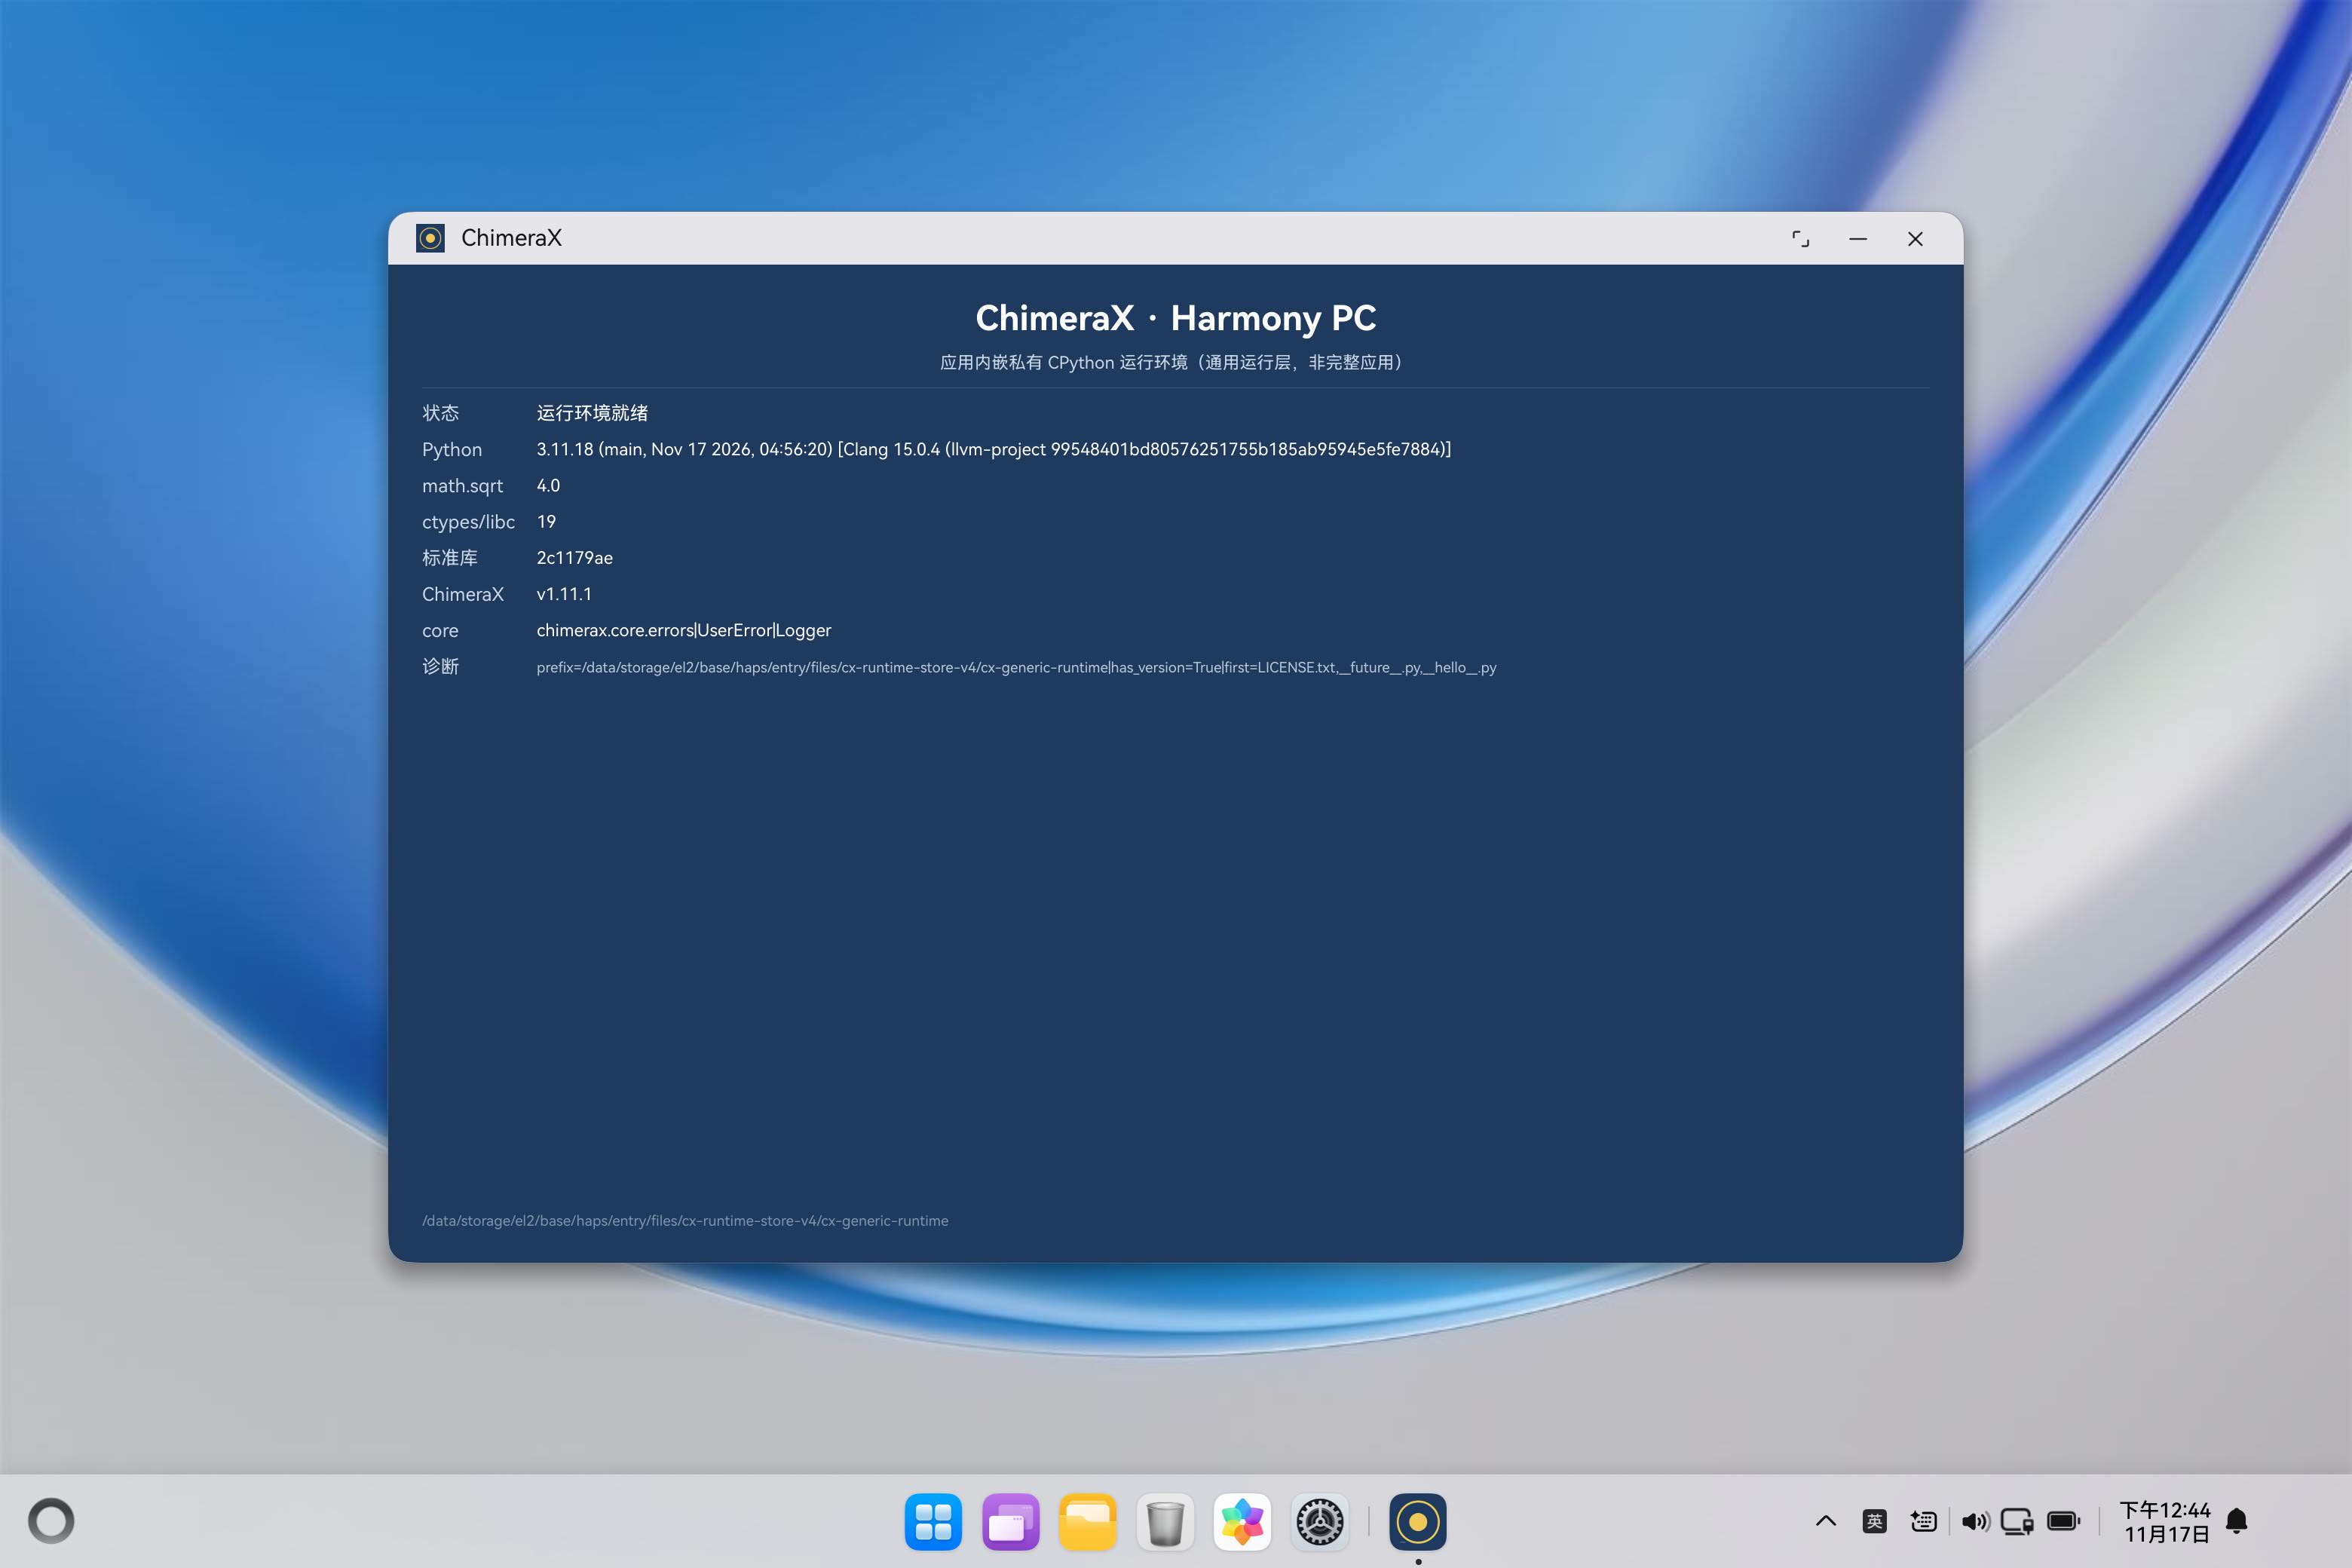 ChimeraX
ChimeraX · Harmony PC
应用内嵌私有 CPython 运行环境（通用运行层，非完整应用）
状态 运行环境就绪
Python 3.11.18 (main, Nov 17 2026, 04:56:20) [Clang 15.0.4 (llvm-project 99548401bd80576251755b185ab95945e5fe7884)]
math.sqrt 4.0
ctypes/libc 19
标准库 2c1179ae
ChimeraX v1.11.1
core chimerax.core.errors|UserError|Logger
诊断 prefix=/data/storage/el2/base/haps/entry/files/cx-runtime-store-v4/cx-generic-runtime|has_version=True|first=LICENSE.txt,__future__.py,__hello__.py
/data/storage/el2/base/haps/entry/files/cx-runtime-store-v4/cx-generic-runtime
英
下午12:44
11月17日